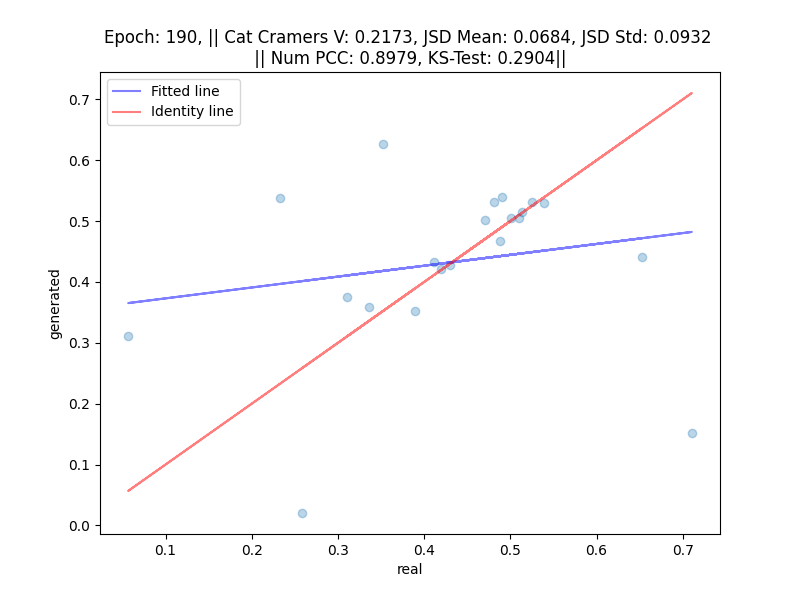 Epoch: 190, || Cat Cramers V: 0.2173, JSD Mean: 0.0684, JSD Std: 0.0932
|| Num PCC: 0.8979, KS-Test: 0.2904||
Fitted line
Identity line
0.7
0.6
0.5
0.4
0.3
0.2
0.1
0.0
generated
0.1 0.2 0.3 0.4 0.5 0.6 0.7
real